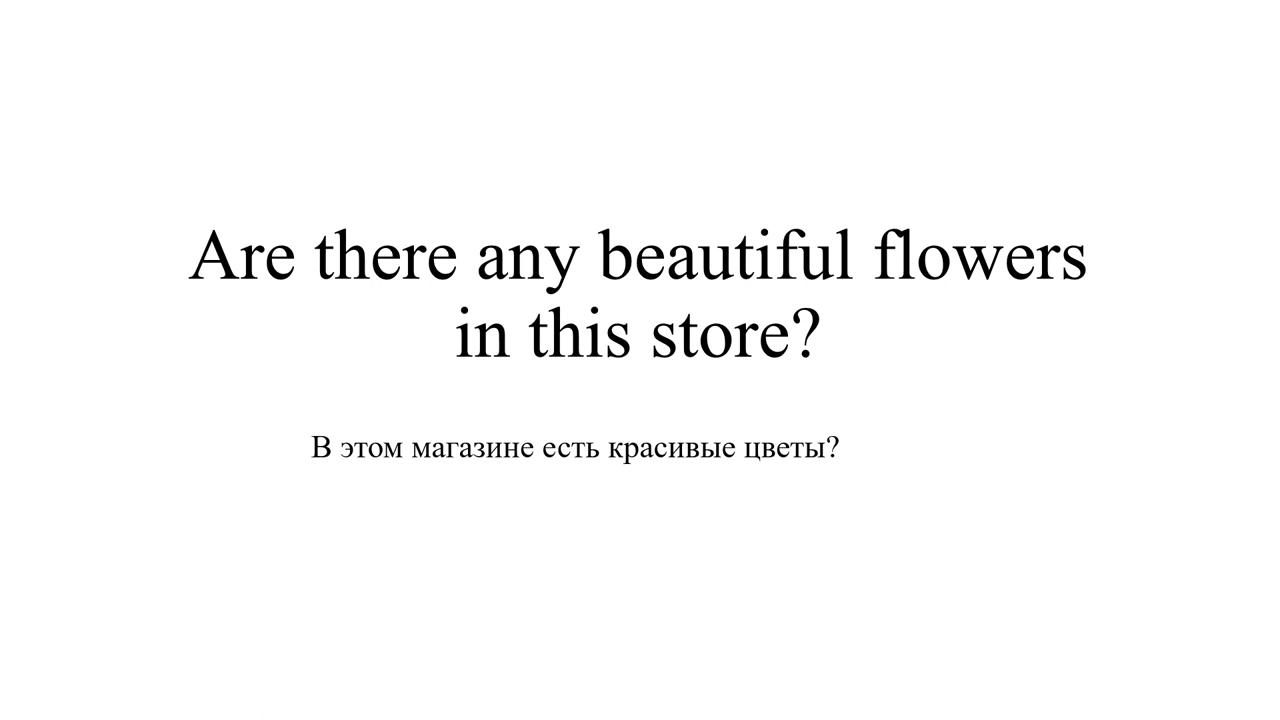 Are there any beautiful flowers
in this store?
В этом магазине есть красивые цветы?